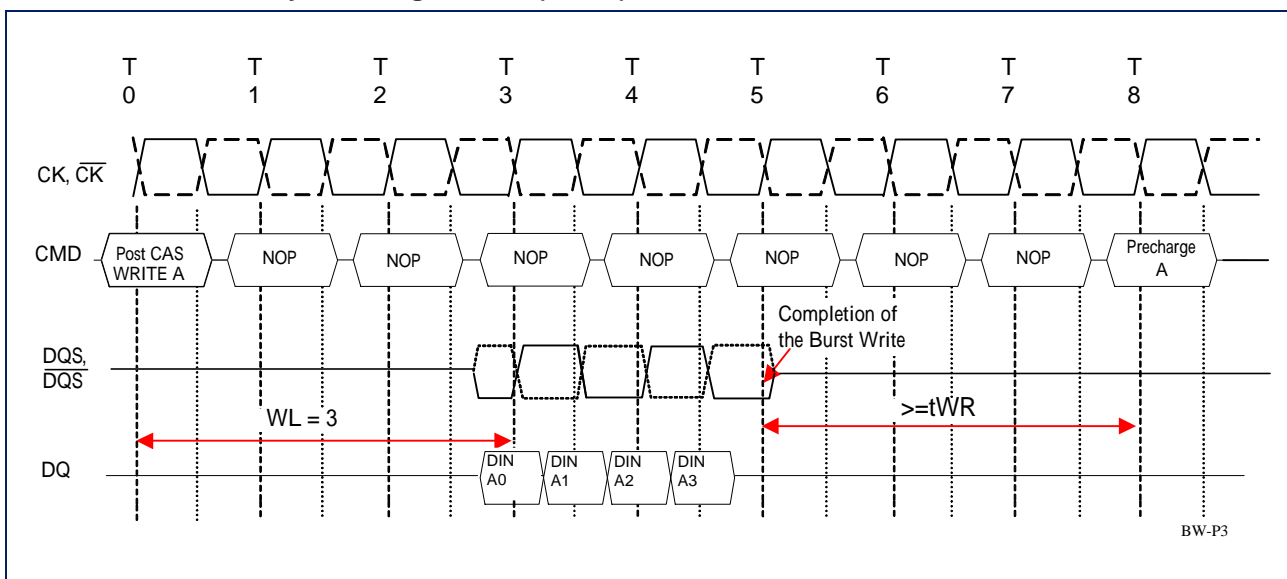 T T T T T T T T T
0 1 2 3 4 5 6 7 8
CK, CK
CMD
Post CAS
WRITE A
NOP
NOP
NOP
NOP
NOP
NOP
NOP
Precharge
A
Completion of
the Burst Write
DQS,
DQS
WL = 3
>=tWR
DQ
DIN
A0
DIN
A1
DIN
A2
DIN
A3
BW-P3